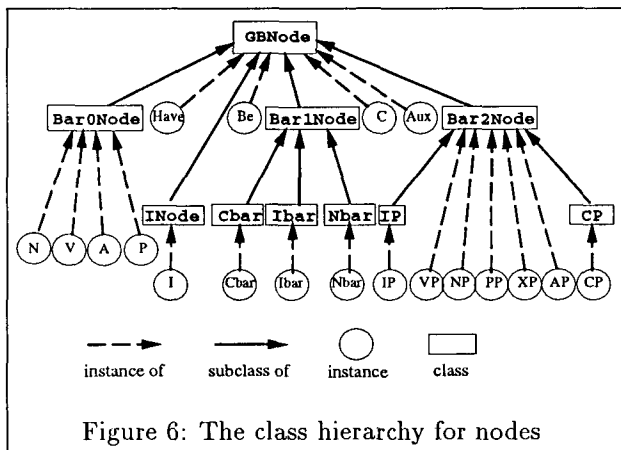 GBNode
Bar0Node Have Be Bar1Node C Aux Bar2Node
INode Cbar Ibar Nbar IP CP
N V A P I Cbar Ibar Nbar IP VP NP PP XP AP CP
instance of subclass of instance class
Figure 6: The class hierarchy for nodes